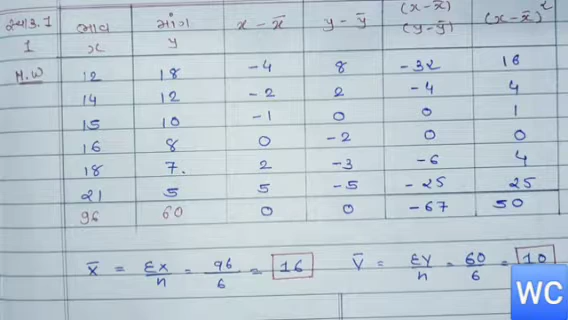 સ્વા ૩.1 ભાવ માંગ x - x̄ y - ȳ (x-x̄) (y-ȳ) (x-x̄)²
1 x y
H.W 12 18 -4 8 -32 16
14 12 -2 2 -4 4
15 10 -1 0 0 1
16 8 0 -2 0 0
18 7. 2 -3 -6 4
21 5 5 -5 -25 25
96 60 0 0 -67 50
X̄ = ΣX/n = 96/6 = 16 Ȳ = ΣY/n = 60/6 = 10
WC